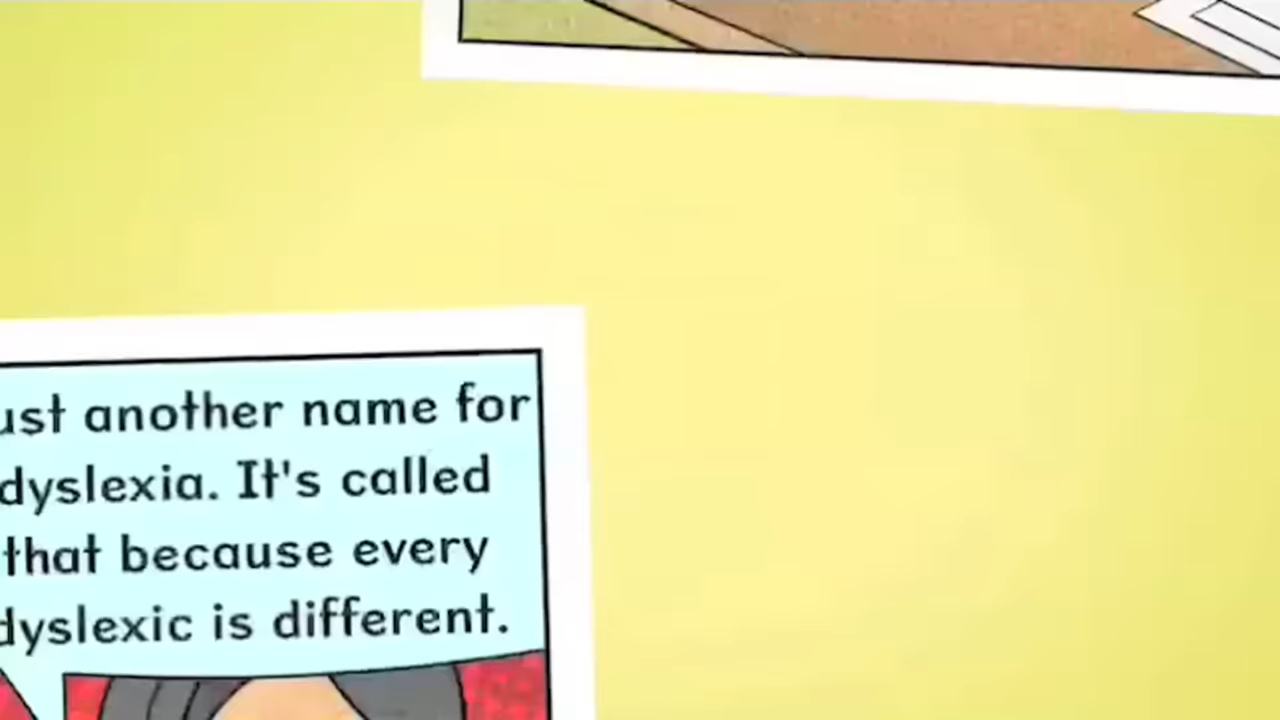 ust another name for
dyslexia. It's called
that because every
dyslexic is different.